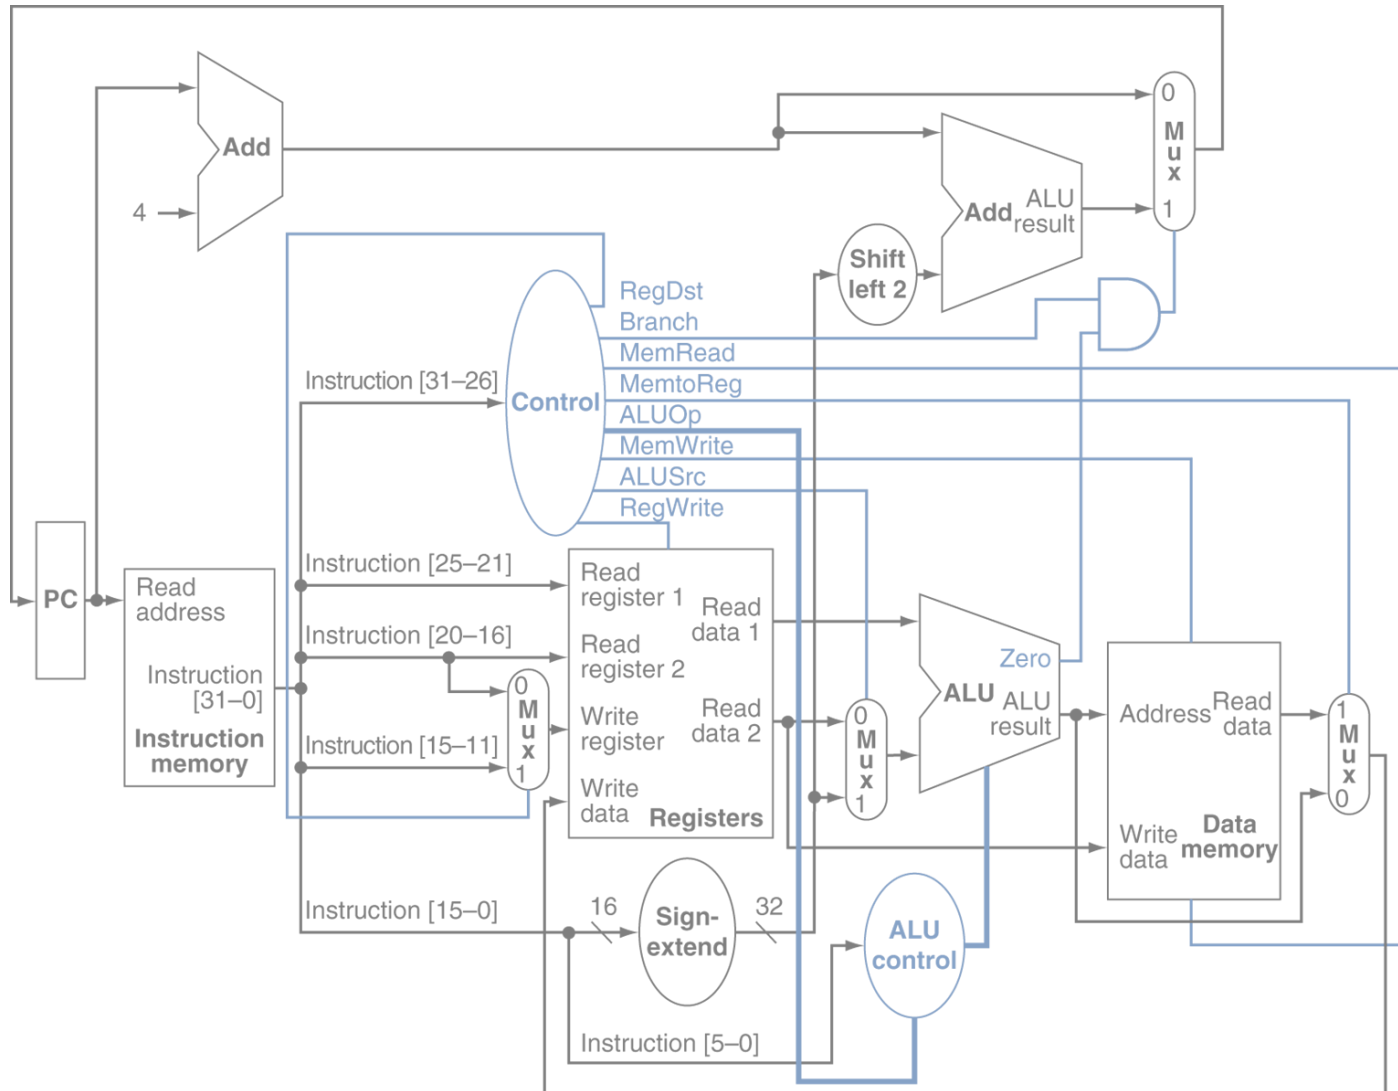 0
M
u
x
1
Add
4
Add
ALU
result
Shift
left 2
RegDst
Branch
MemRead
MemtoReg
ALUOp
MemWrite
ALUSrc
RegWrite
Instruction [31–26]
Control
PC
Read
address
Instruction
[31–0]
Instruction
memory
Instruction [25–21]
Instruction [20–16]
Instruction [15–11]
0
M
u
x
1
Read
register 1
Read
register 2
Write
register
Write
data
Read
data 1
Read
data 2
Registers
0
M
u
x
1
Zero
ALU
ALU
result
Address
Read
data
Write
data
Data
memory
1
M
u
x
0
Instruction [15–0]
16
Sign-
extend
32
ALU
control
Instruction [5–0]